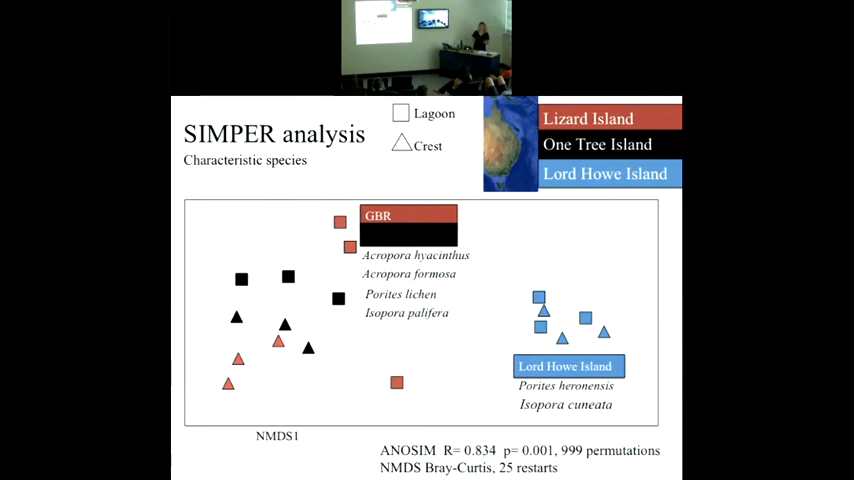 SIMPER analysis
Characteristic species
Lagoon
Crest
Lizard Island
One Tree Island
Lord Howe Island
GBR
Acropora hyacinthus
Acropora formosa
Porites lichen
Isopora palifera
Lord Howe Island
Porites heronensis
Isopora cuneata
NMDS1
ANOSIM R= 0.834 p= 0.001, 999 permutations
NMDS Bray-Curtis, 25 restarts